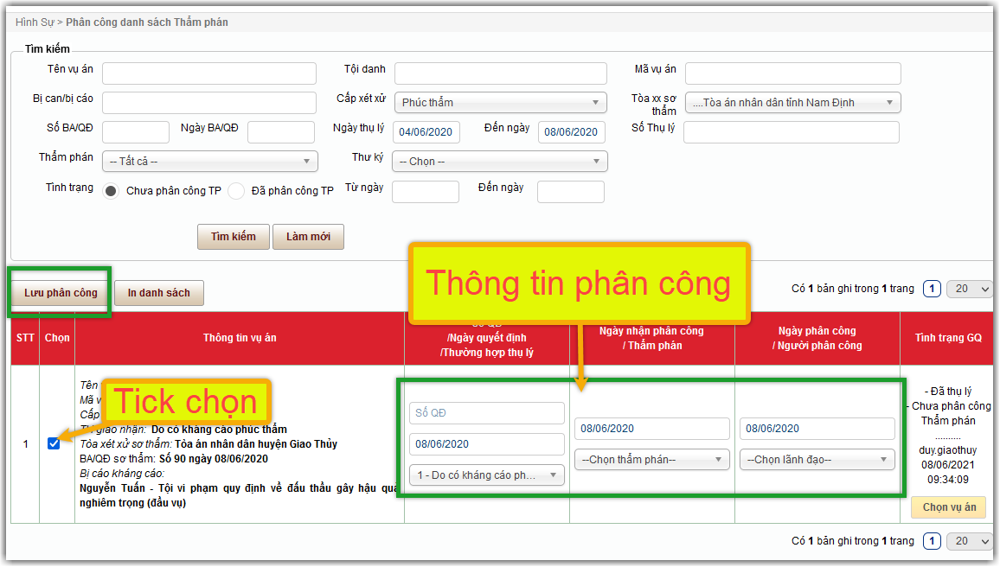 Hình Sự > Phân công danh sách Thẩm phán
Tìm kiếm
Tên vụ án
Tội danh
Mã vụ án
Bị can/bị cáo
Cấp xét xử
Phúc thẩm
Tòa xx sơ thẩm
....Tòa án nhân dân tỉnh Nam Định
Số BA/QĐ
Ngày BA/QĐ
Ngày thụ lý
04/06/2020
Đến ngày
08/06/2020
Số Thụ lý
Thẩm phán
-- Tất cả --
Thư ký
-- Chọn --
Tình trạng
Chưa phân công TP
Đã phân công TP
Từ ngày
Đến ngày
Tìm kiếm
Làm mới
Thông tin phân công
Lưu phân công
In danh sách
Có 1 bản ghi trong 1 trang
1
20
STT
Chọn
Thông tin vụ án
/Ngày quyết định
/Thường hợp thụ lý
Ngày nhận phân công
/ Thẩm phán
Ngày phân công
/ Người phân công
Tình trạng GQ
1
Tick chọn
Tên
Mã v
Cấp
giao nhận: Do có kháng cáo phúc thẩm
Tòa xét xử sơ thẩm: Tòa án nhân dân huyện Giao Thủy
BA/QĐ sơ thẩm: Số 90 ngày 08/06/2020
Bị cáo kháng cáo:
Nguyễn Tuấn - Tội vi phạm quy định về đấu thầu gây hậu quả
nghiêm trọng (đầu vụ)
Số QĐ
08/06/2020
1 - Do có kháng cáo ph...
08/06/2020
--Chọn thẩm phán--
08/06/2020
--Chọn lãnh đạo--
- Đã thụ lý
- Chưa phân công
Thẩm phán
..........
duy.giaothuy
08/06/2021
09:34:09
Chọn vụ án
Có 1 bản ghi trong 1 trang
1
20